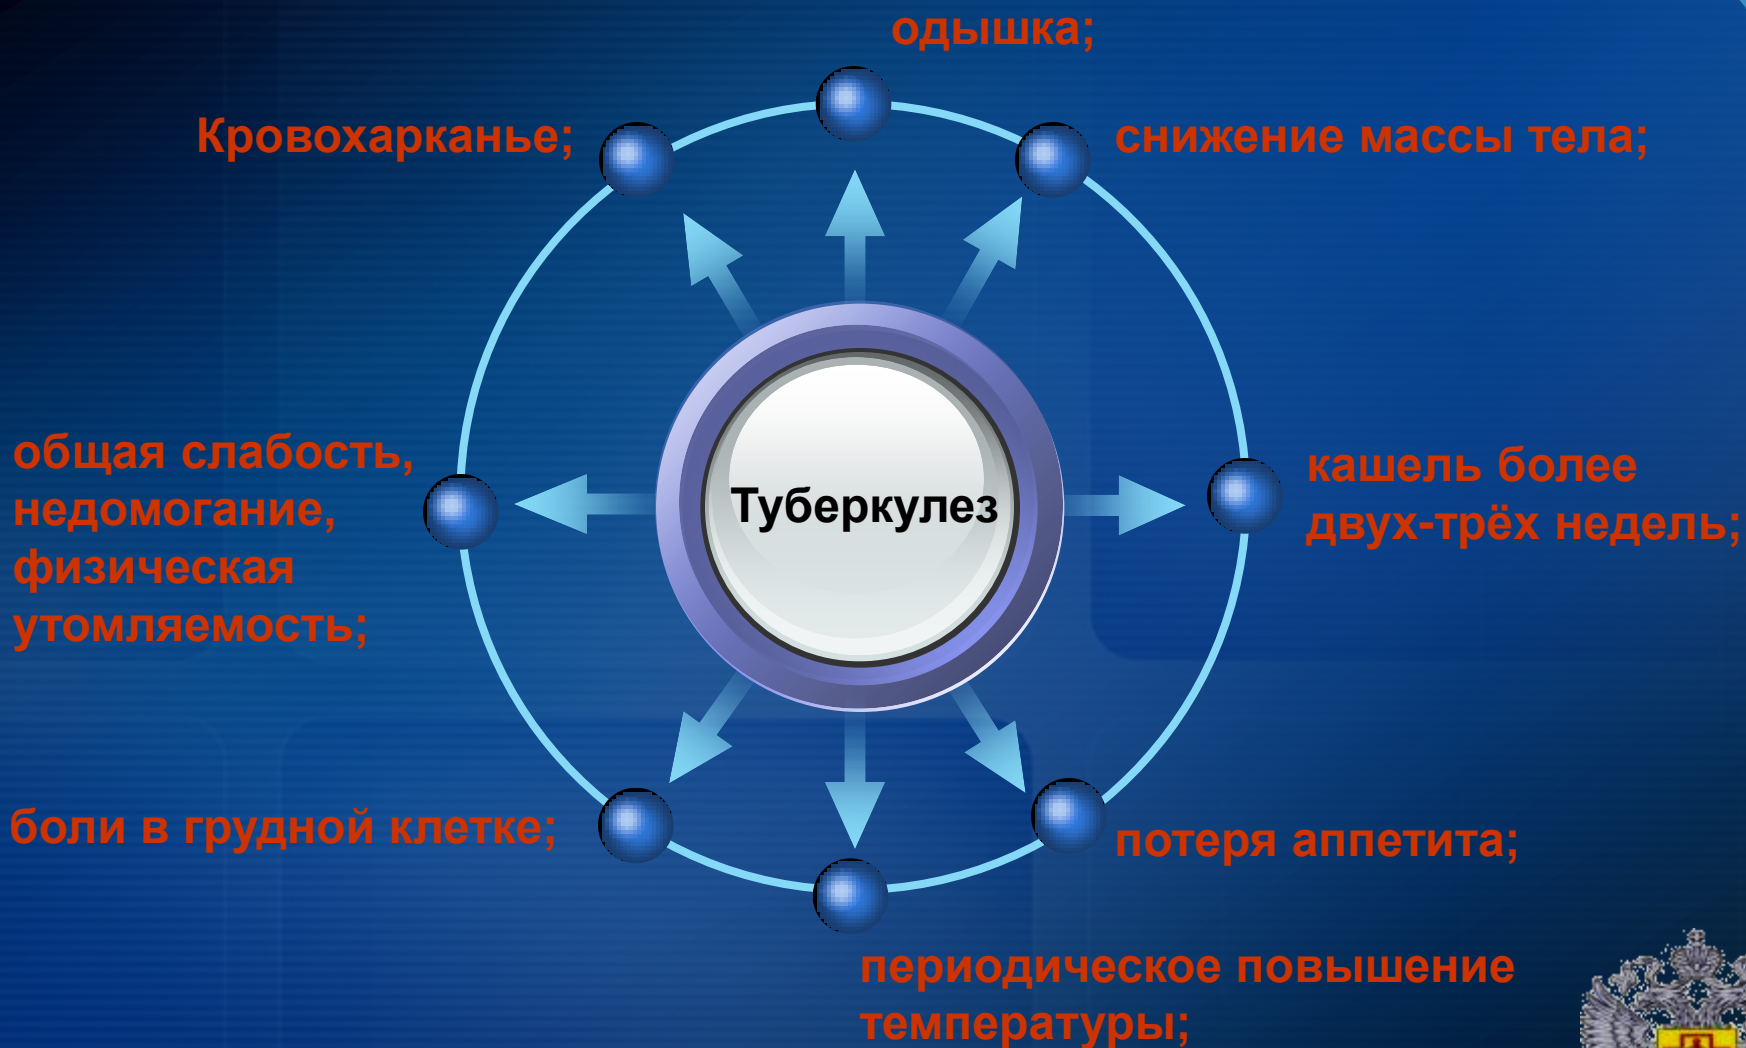 одышка;
Кровохарканье;
снижение массы тела;
общая слабость,
недомогание,
физическая
утомляемость;
Туберкулез
кашель более
двух-трёх недель;
боли в грудной клетке;
потеря аппетита;
периодическое повышение
температуры;